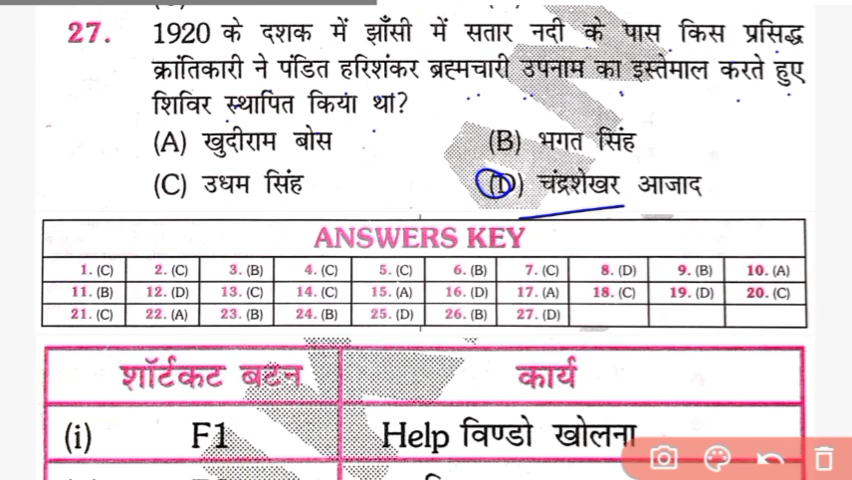 27. 1920 के दशक में झाँसी में सतार नदी के पास किस प्रसिद्ध
क्रांतिकारी ने पंडित हरिशंकर ब्रह्मचारी उपनाम का इस्तेमाल करते हुए
शिविर स्थापित किया था?
(A) खुदीराम बोस (B) भगत सिंह
(C) उधम सिंह (D) चंद्रशेखर आजाद
ANSWERS KEY
1. (C) 2. (C) 3. (B) 4. (C) 5. (C) 6. (B) 7. (C) 8. (D) 9. (B) 10. (A)
11. (B) 12. (D) 13. (C) 14. (C) 15. (A) 16. (D) 17. (A) 18. (C) 19. (D) 20. (C)
21. (C) 22. (A) 23. (B) 24. (B) 25. (D) 26. (B) 27. (D)
शॉर्टकट बटन कार्य
(i) F1 Help विण्डो खोलना